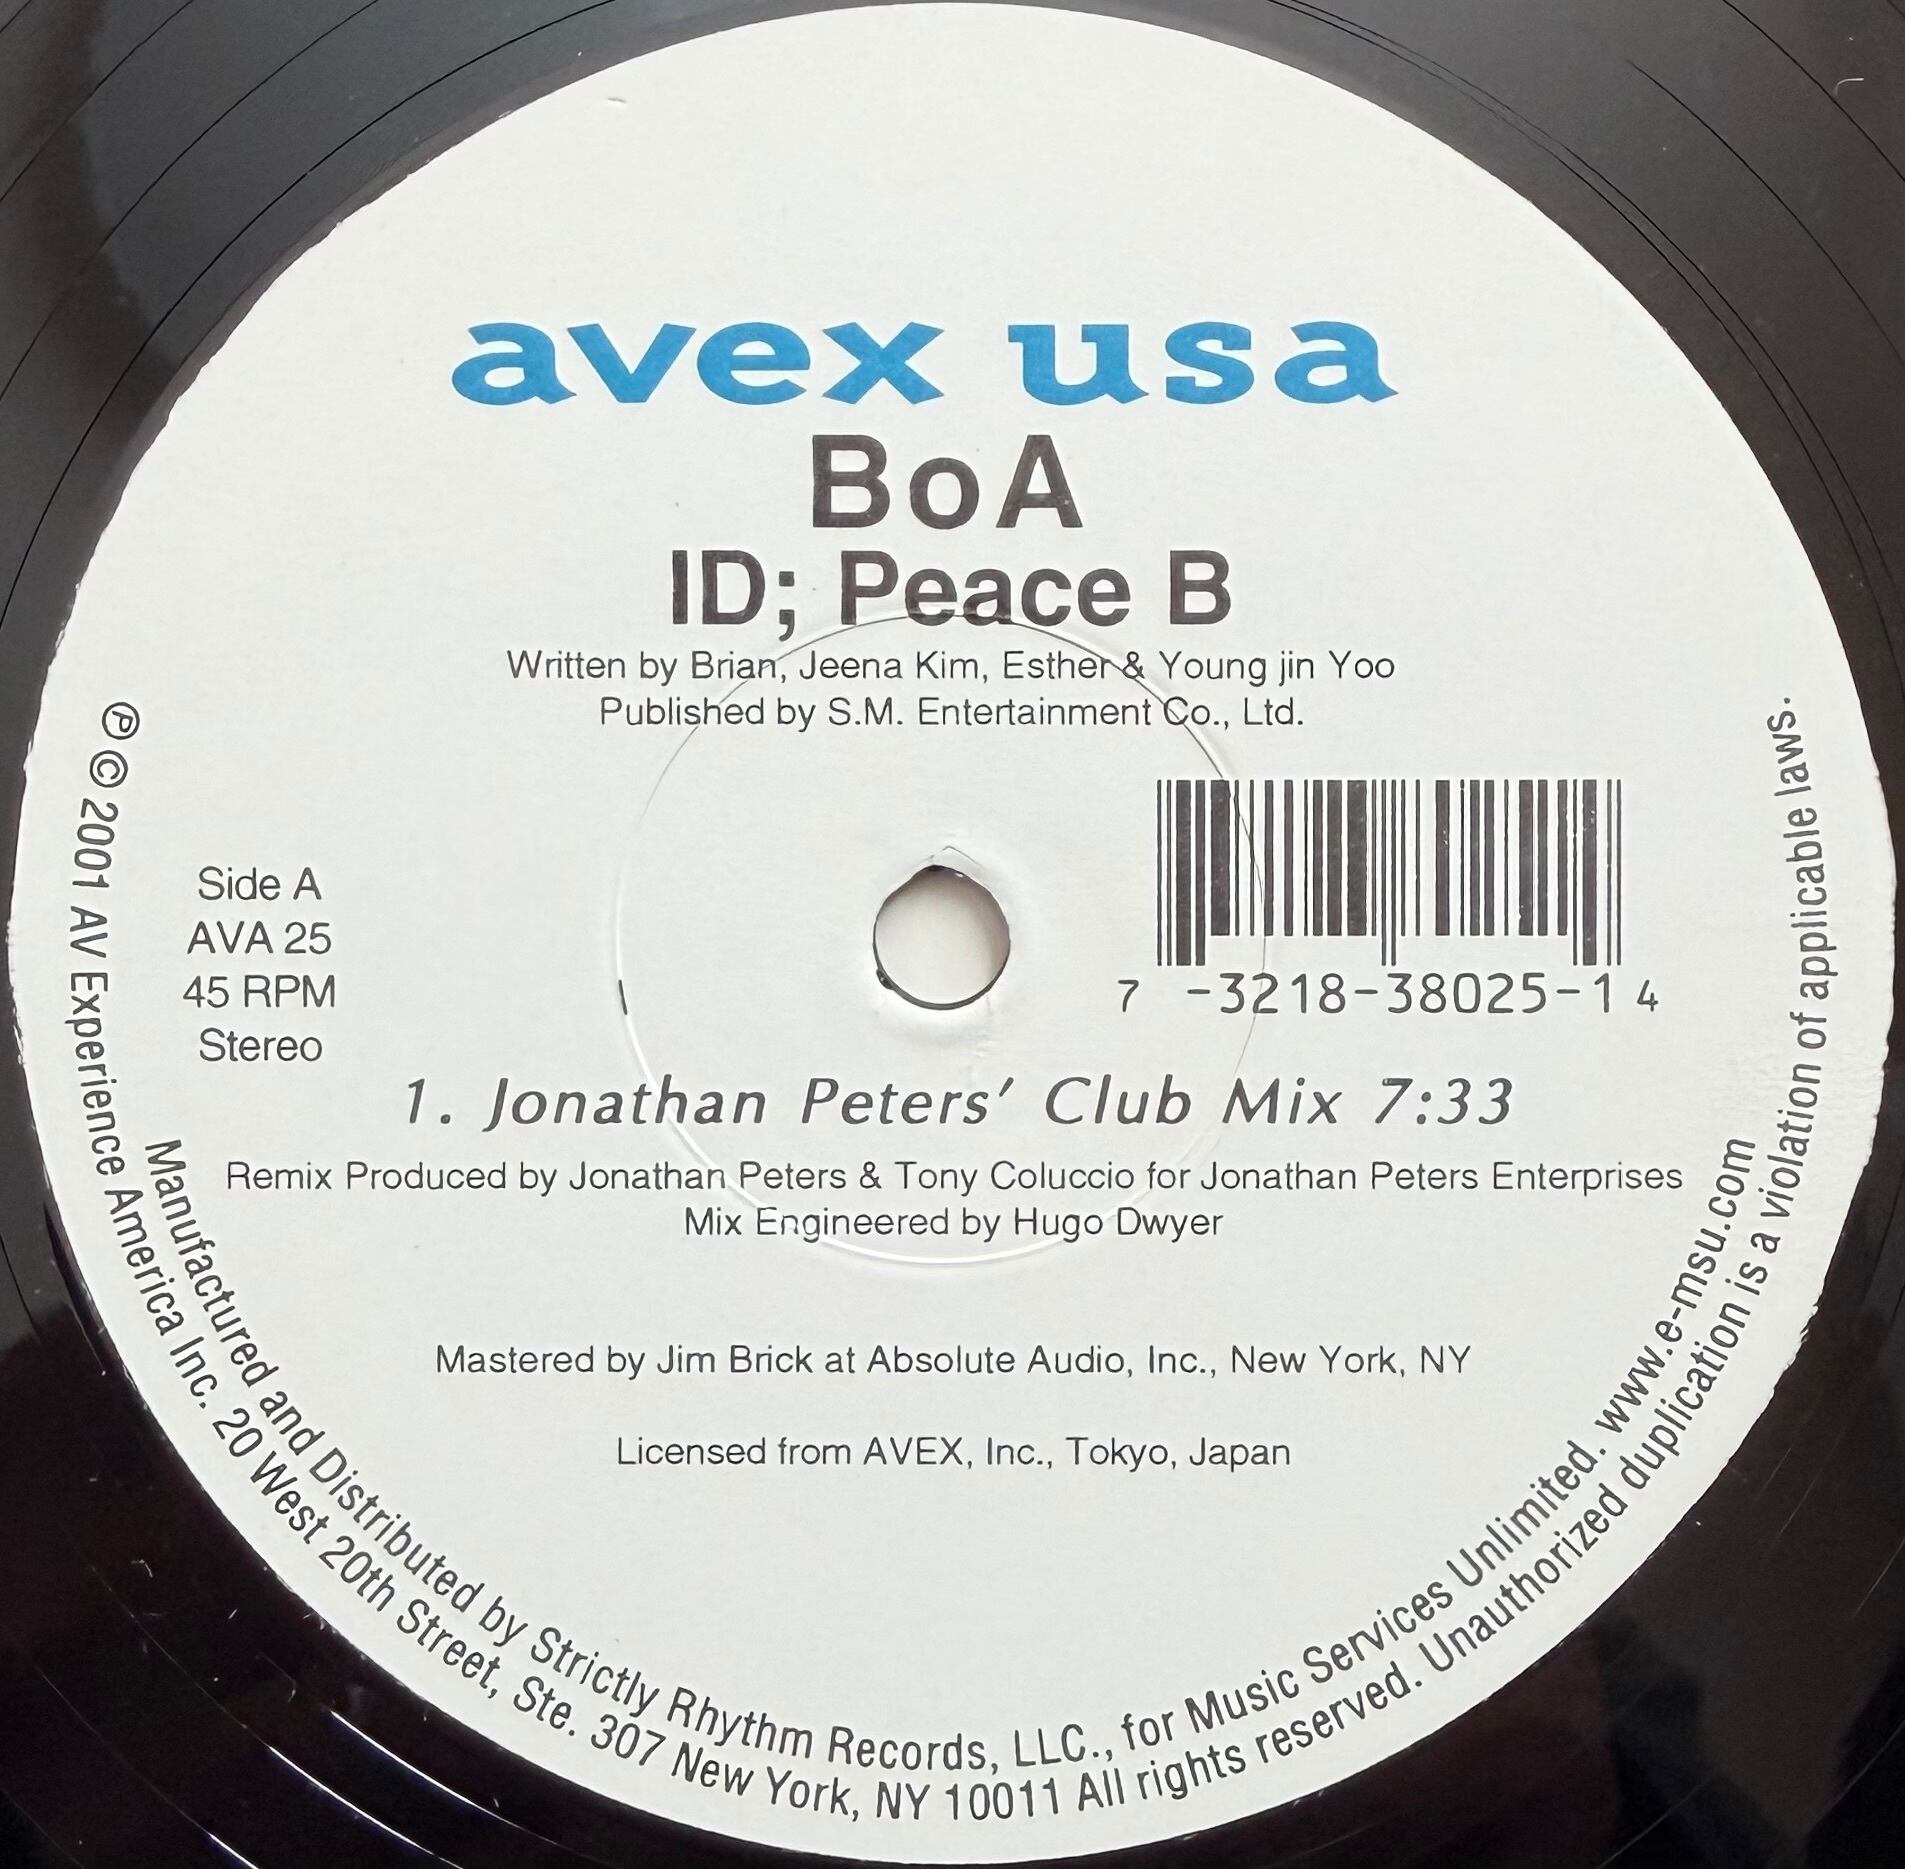 avex usa
BoA
ID; Peace B
Written by Brian, Jeena Kim, Esther & Young jin Yoo
Published by S.M. Entertainment Co., Ltd.
Side A
AVA 25
45 RPM
Stereo
7 -3218-38025-1 4
1. Jonathan Peters' Club Mix 7:33
Remix Produced by Jonathan Peters & Tony Coluccio for Jonathan Peters Enterprises
Mix Engineered by Hugo Dwyer
Mastered by Jim Brick at Absolute Audio, Inc., New York, NY
Licensed from AVEX, Inc., Tokyo, Japan
Manufactured and Distributed by Strictly Rhythm Records, LLC., for Music Services Unlimited. www.e-msu.com
℗ © 2001 AV Experience America Inc. 20 West 20th Street, Ste. 307 New York, NY 10011 All rights reserved. Unauthorized duplication is a violation of applicable laws.